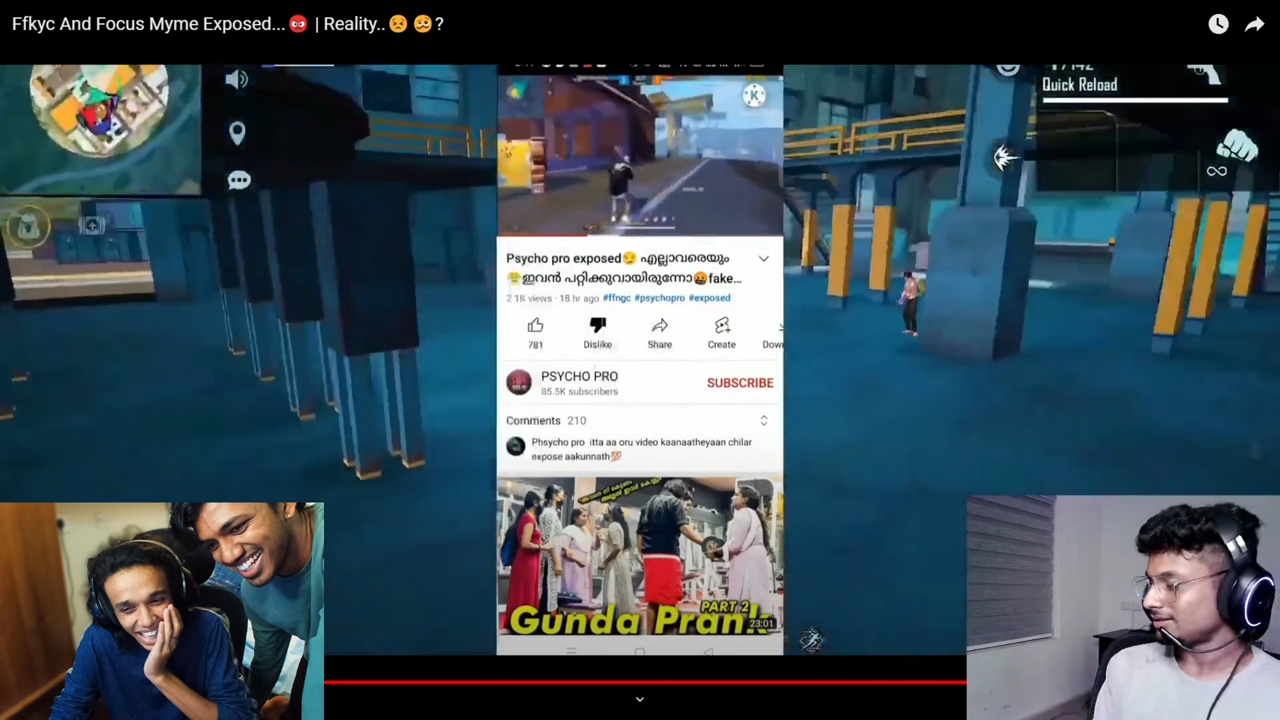 Ffkyc And Focus Myme Exposed...😡 | Reality..😣 🥴?
Quick Reload
K
Psycho pro exposed😏 എല്ലാവരെയും
😤ഇവൻ പറ്റിക്കുവായിരുന്നോ🤬fake...
2.1K views · 18 hr ago #ffngc #psychopro #exposed
781 Dislike Share Create
PSYCHO PRO
85.5K subscribers
SUBSCRIBE
Comments 210
Phsycho pro itta aa oru video kaanaatheyaan chilar
expose aakunnath💯
Gunda Prank
PART 2
23:01